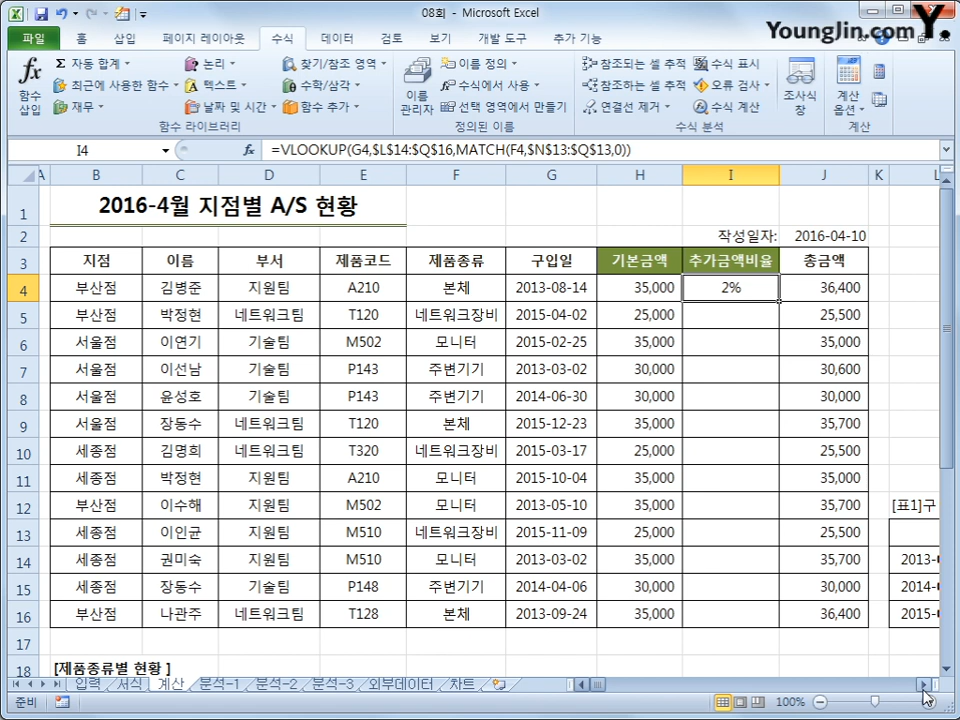 08회 - Microsoft Excel
Younglin.com Y.
파일 홈 삽입 페이지 레이아웃 수식 데이터 검토 보기 개발 도구 추가 기능
fx 함수 삽입
Σ 자동 합계
최근에 사용한 함수
재무
논리
텍스트
날짜 및 시간
찾기/참조 영역
수학/삼각
함수 추가
함수 라이브러리
이름 관리자
이름 정의
수식에서 사용
선택 영역에서 만들기
정의된 이름
참조되는 셀 추적
참조하는 셀 추적
연결선 제거
수식 표시
오류 검사
수식 계산
수식 분석
조사식 창
계산 옵션
계산
I4 fx =VLOOKUP(G4,$L$14:$Q$16,MATCH(F4,$N$13:$Q$13,0))
A B C D E F G H I J K L
1 2016-4월 지점별 A/S 현황
2 작성일자: 2016-04-10
3 지점 이름 부서 제품코드 제품종류 구입일 기본금액 추가금액비율 총금액
4 부산점 김병준 지원팀 A210 본체 2013-08-14 35,000 2% 36,400
5 부산점 박정현 네트워크팀 T120 네트워크장비 2015-04-02 25,000 25,500
6 서울점 이연기 기술팀 M502 모니터 2015-02-25 35,000 35,000
7 서울점 이선남 기술팀 P143 주변기기 2013-03-02 30,000 30,600
8 서울점 윤성호 기술팀 P143 주변기기 2014-06-30 30,000 30,000
9 서울점 장동수 네트워크팀 T120 본체 2015-12-23 35,000 35,700
10 세종점 김명희 네트워크팀 T320 네트워크장비 2015-03-17 25,000 25,500
11 세종점 박정현 지원팀 A210 모니터 2015-10-04 35,000 35,000
12 부산점 이수해 지원팀 M502 모니터 2013-05-10 35,000 35,700 [표1]구
13 세종점 이인균 지원팀 M510 네트워크장비 2015-11-09 25,000 25,500
14 세종점 권미숙 지원팀 M510 모니터 2013-03-02 35,000 35,700 2013-
15 세종점 장동수 기술팀 P148 주변기기 2014-04-06 30,000 30,000 2014-
16 부산점 나관주 네트워크팀 T128 본체 2013-09-24 35,000 36,400 2015-
17
18 [제품종류별 현황 ]
입력 서식 계산 분석-1 분석-2 분석-3 외부데이터 차트
준비 100%